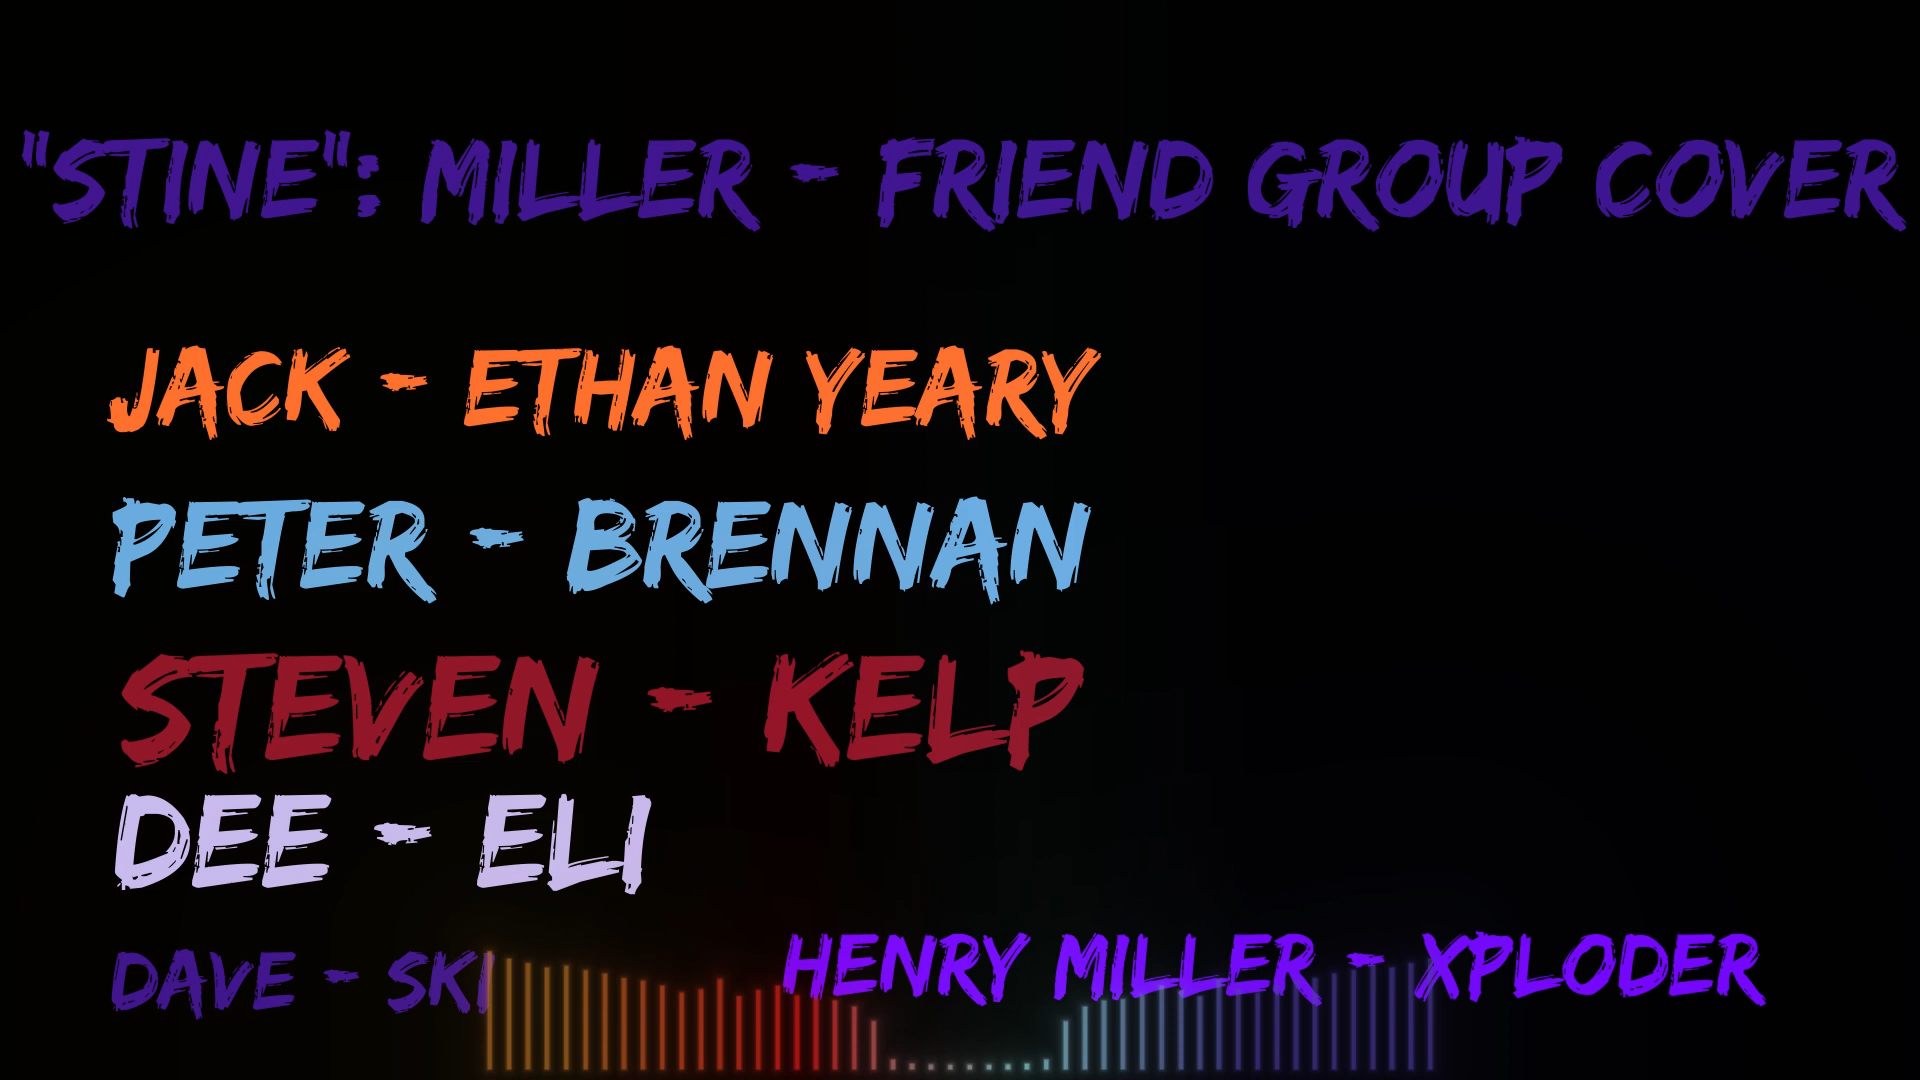 "STINE": MILLER - FRIEND GROUP COVER
JACK - ETHAN YEARY
PETER - BRENNAN
STEVEN - KELP
DEE - ELI
DAVE - SKI
HENRY MILLER - XPLODER